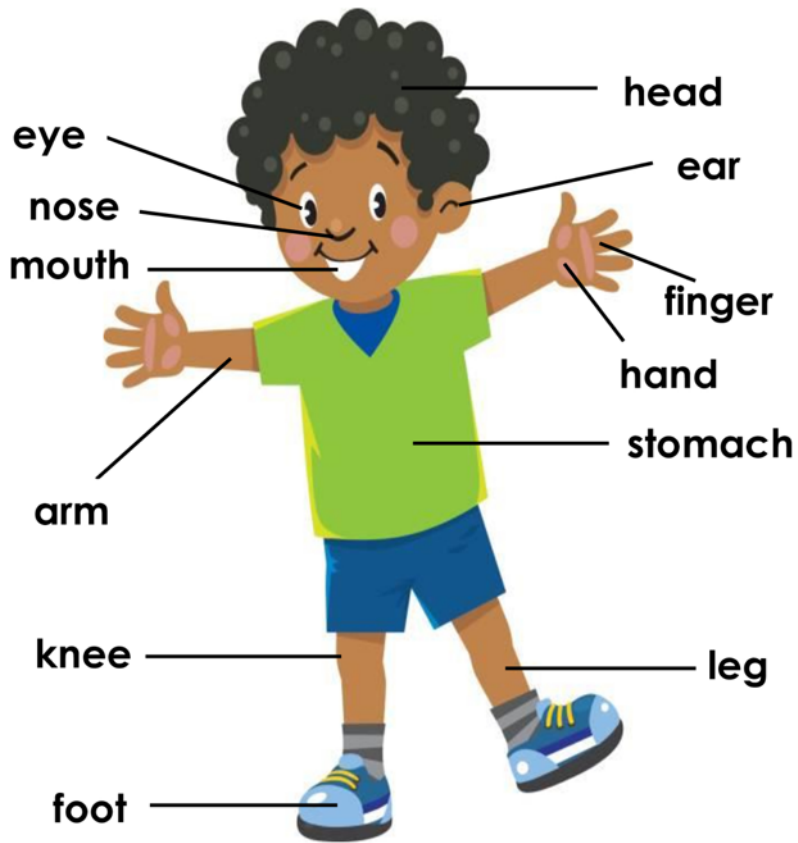 head
eye
ear
nose
mouth
finger
hand
stomach
arm
knee
leg
foot